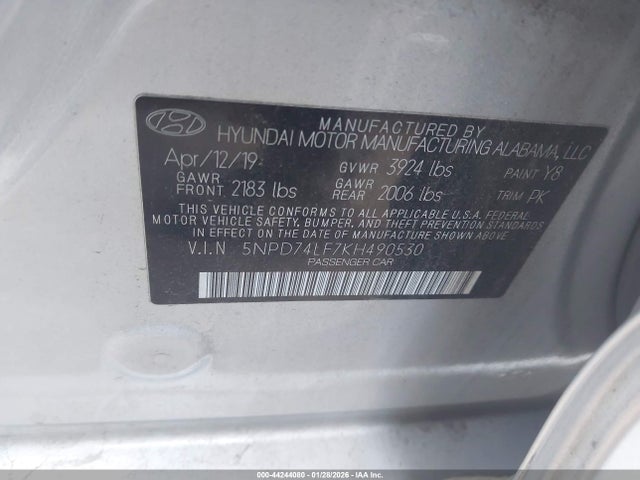 MANUFACTURED BY
HYUNDAI MOTOR MANUFACTURING ALABAMA, LLC
Apr/12/19 GVWR 3924 lbs PAINT Y8
GAWR FRONT 2183 lbs GAWR REAR 2006 lbs TRIM PK
THIS VEHICLE CONFORMS TO ALL APPLICABLE U.S.A. FEDERAL
MOTOR VEHICLE SAFETY, BUMPER, AND THEFT PREVENTION STANDARDS
IN EFFECT ON THE DATE OF MANUFACTURE SHOWN ABOVE.
V.I.N 5NPD74LF7KH490530
PASSENGER CAR
000-44244080 - 01/28/2026 - IAA Inc.